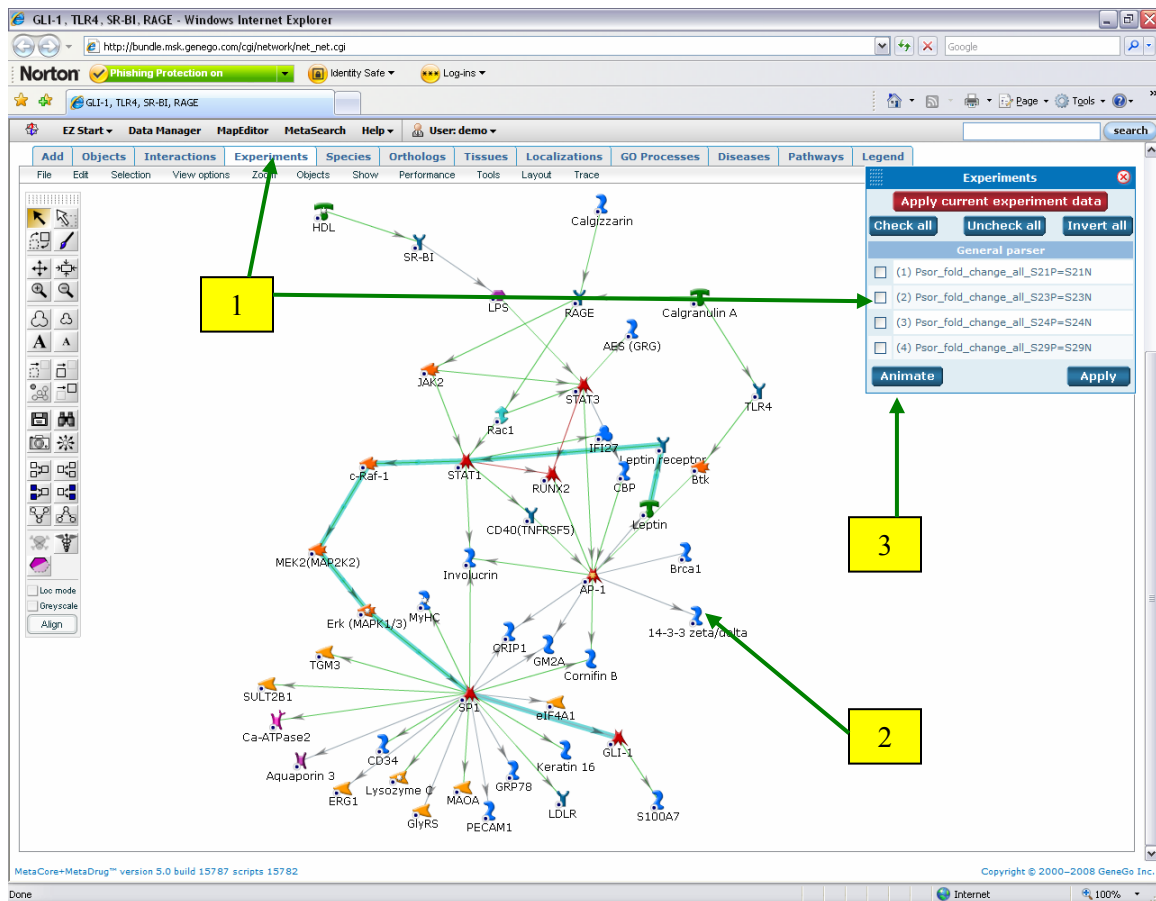 GLI-1, TLR4, SR-BI, RAGE - Windows Internet Explorer
http://bundle.msk.genego.com/cgi/network/net_net.cgi
Google
Norton Phishing Protection on Identity Safe Log-ins
GLI-1, TLR4, SR-BI, RAGE
Page Tools
EZ Start Data Manager MapEditor MetaSearch Help User: demo search
Add Objects Interactions Experiments Species Orthologs Tissues Localizations GO Processes Diseases Pathways Legend
File Edit Selection View options Zoom Objects Show Performance Tools Layout Trace
Experiments
Apply current experiment data
Check all Uncheck all Invert all
General parser
(1) Psor_fold_change_all_S21P=S21N
(2) Psor_fold_change_all_S23P=S23N
(3) Psor_fold_change_all_S24P=S24N
(4) Psor_fold_change_all_S29P=S29N
Animate Apply
HDL
Calgizzarin
SR-BI
1
LPS
RAGE
Calgranulin A
A A
AES (GRG)
JAK2
STAT3
TLR4
Rac1
IFI27
Leptin receptor
c-Raf-1
STAT1
RUNX2
CBP
Btk
CD40(TNFRSF5)
Leptin
3
MEK2(MAP2K2)
Involucrin
AP-1
Brca1
Loc mode
Greyscale
Align
Erk (MAPK1/3)
MyHC
14-3-3 zeta/delta
CRIP1
GM2A
Cornifin B
TGM3
SULT2B1
SP1
eIF4A1
2
Ca-ATPase2
GLI-1
CD34
Keratin 16
Aquaporin 3
Lysozyme C
GRP78
ERG1
MAOA
GlyRS
PECAM1
LDLR
S100A7
MetaCore+MetaDrug™ version 5.0 build 15787 scripts 15782
Copyright © 2000-2008 GeneGo Inc.
Done
Internet
100%